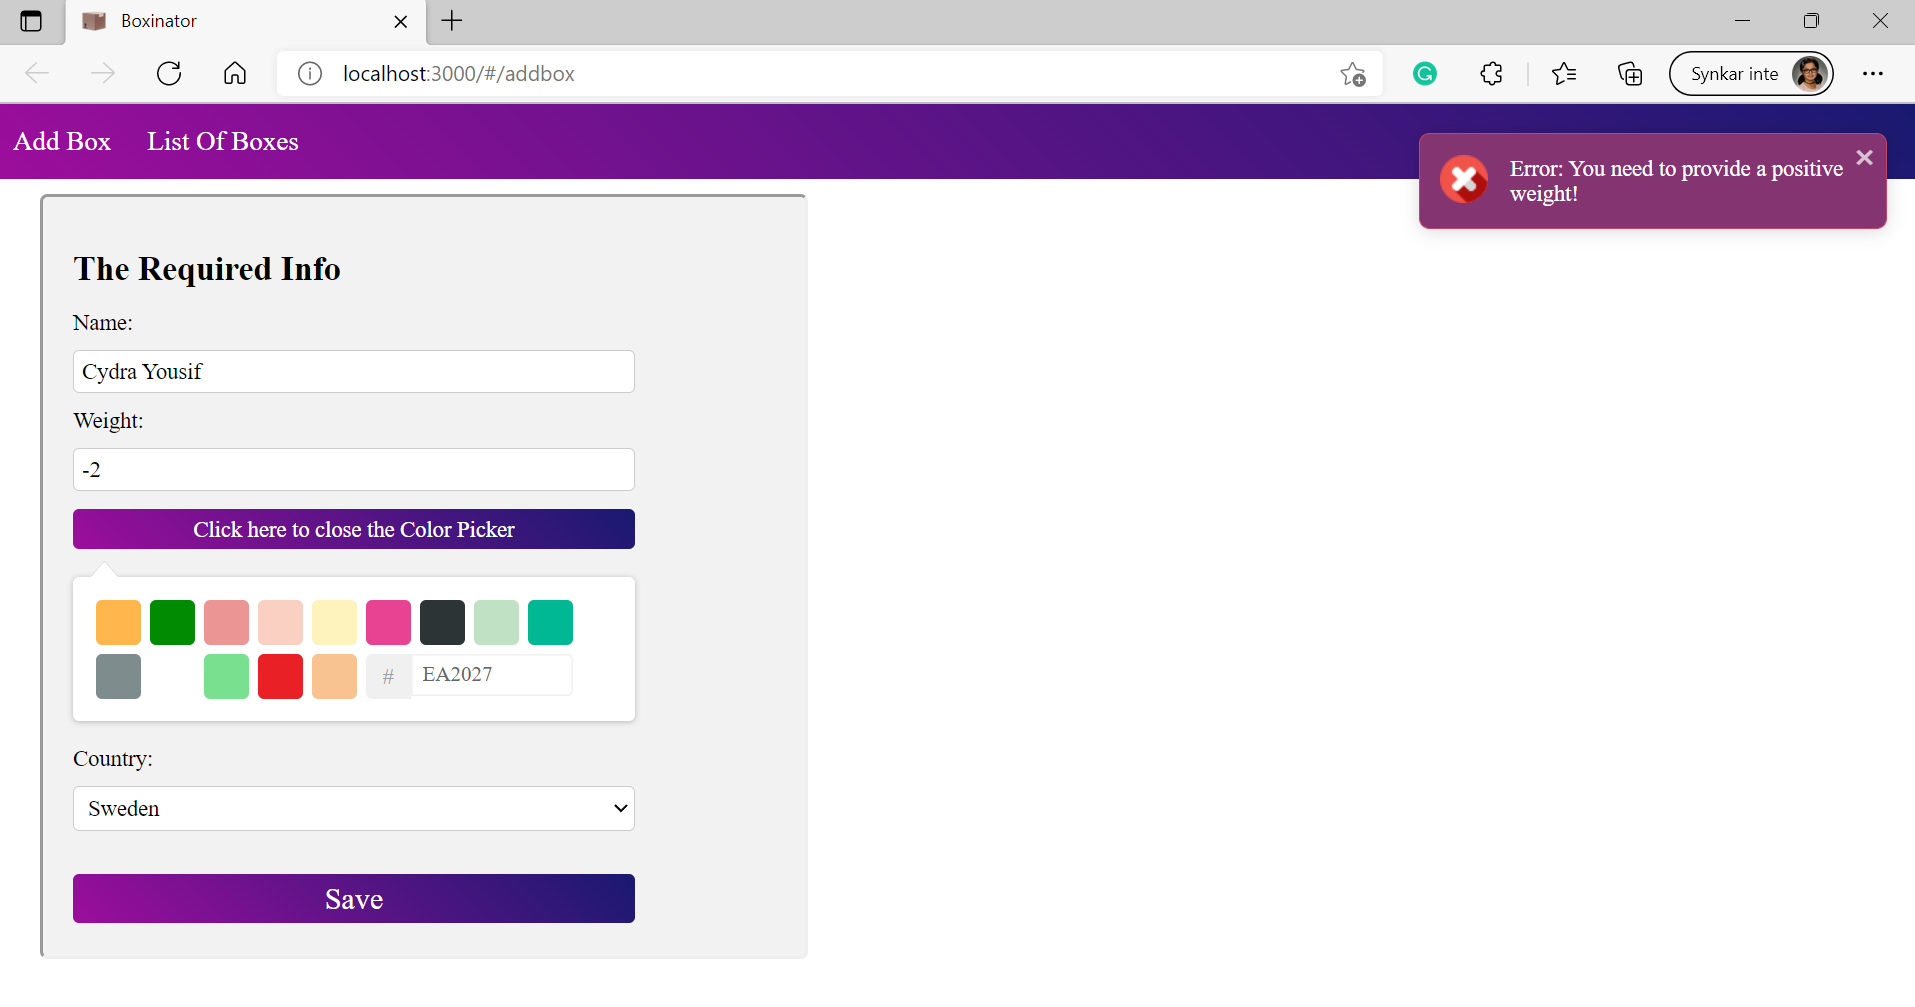 Boxinator
localhost:3000/#/addbox
Synkar inte
Add Box
List Of Boxes
Error: You need to provide a positive
weight!
The Required Info
Name:
Cydra Yousif
Weight:
-2
Click here to close the Color Picker
# EA2027
Country:
Sweden
Save